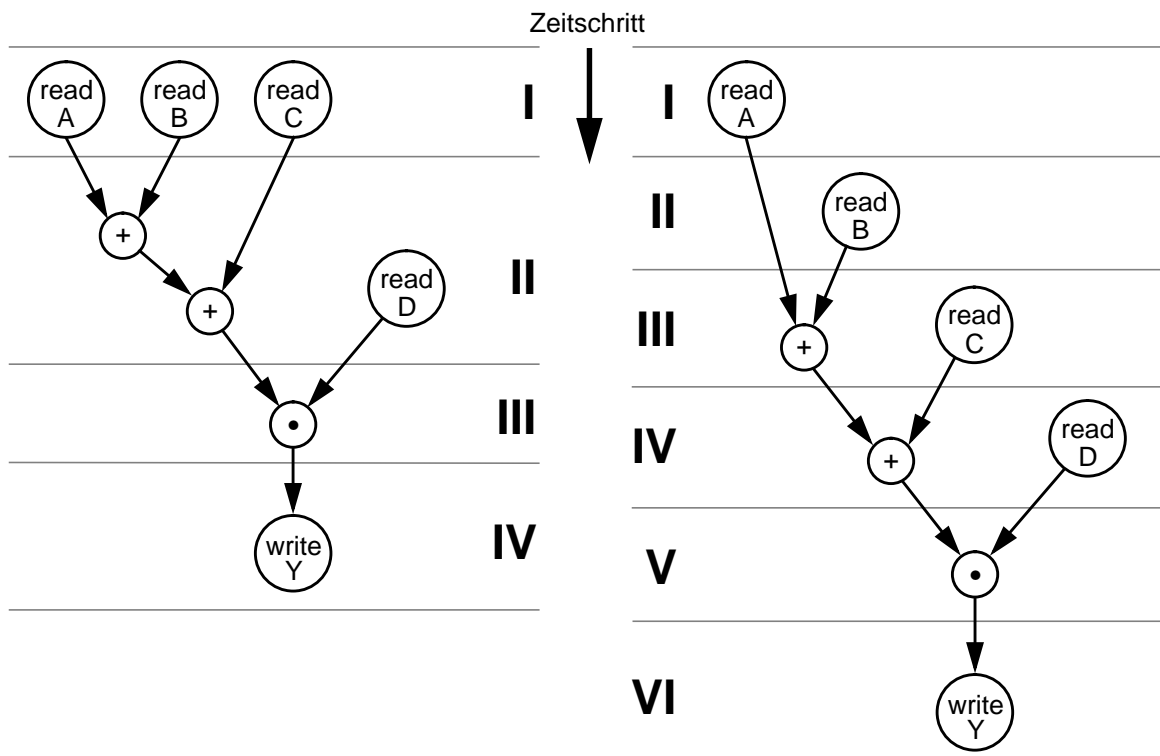 Zeitschritt
read
A
read
B
read
C
I
+
+
read
D
II
•
III
write
Y
IV
I
read
A
II
read
B
III
+
read
C
IV
+
read
D
V
•
VI
write
Y